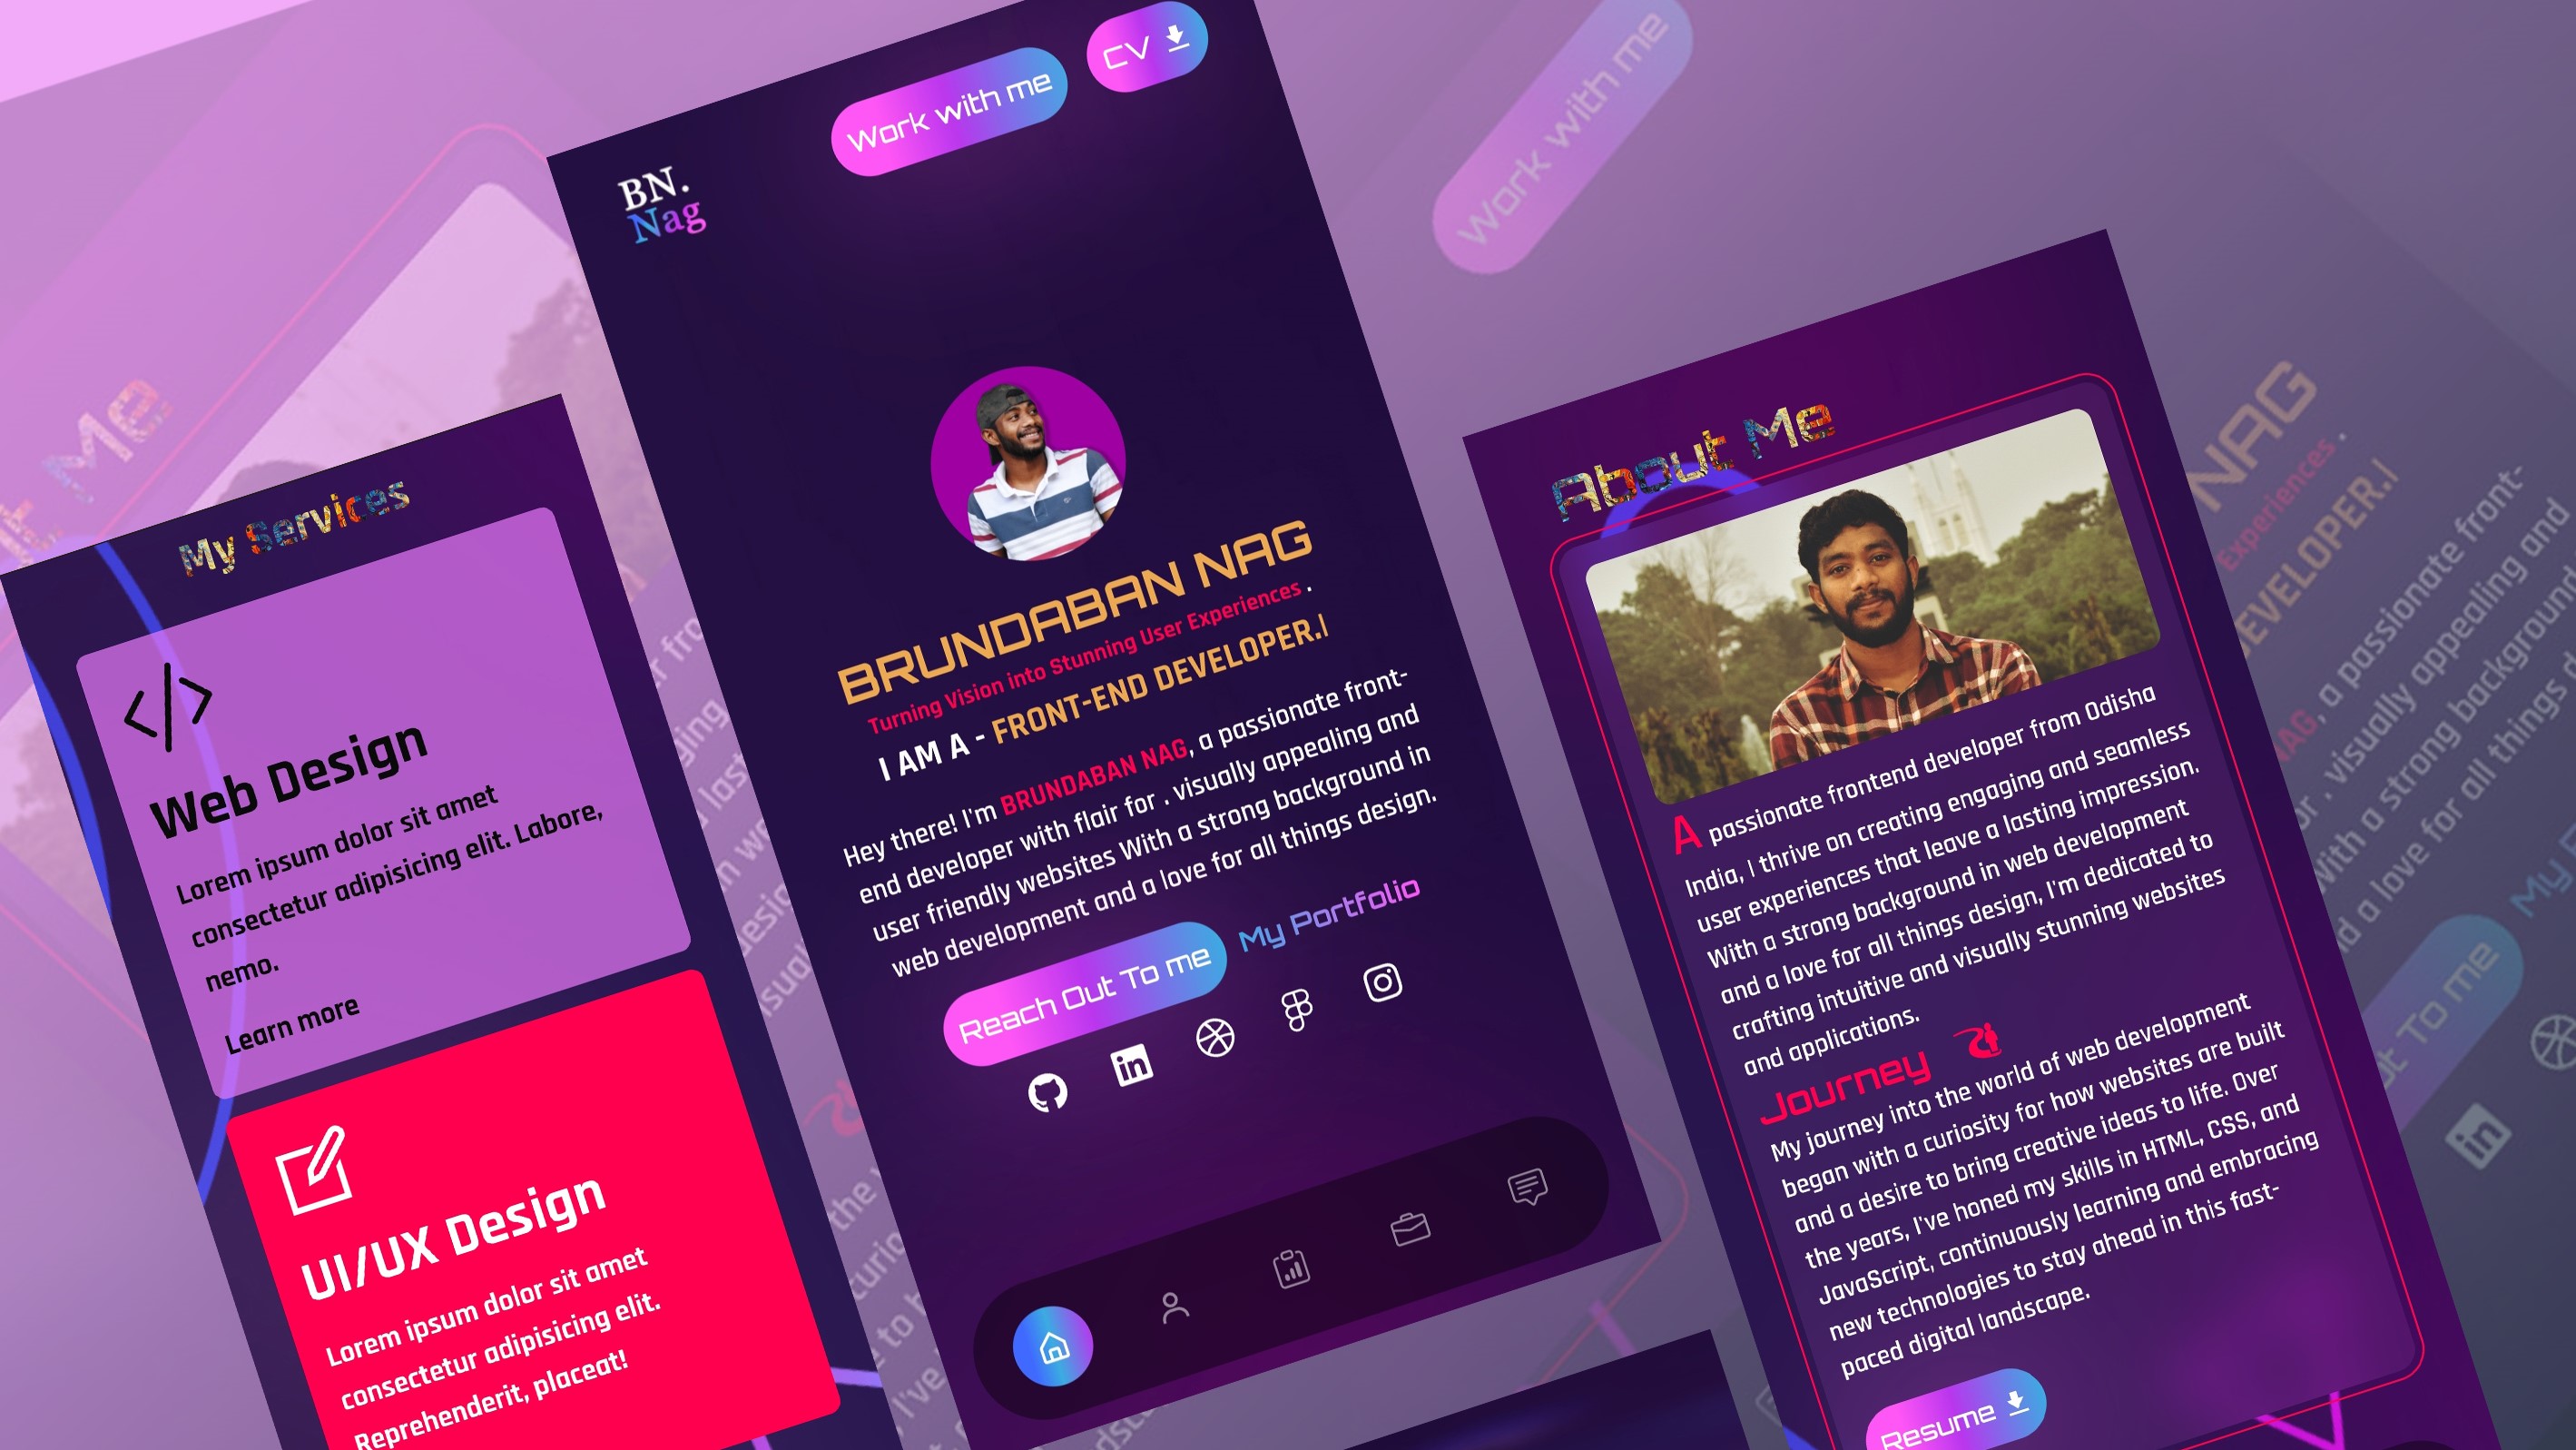 My Services
</>
Web Design
Lorem ipsum dolor sit amet
consectetur adipisicing elit. Labore,
nemo.
Learn more
UI/UX Design
Lorem ipsum dolor sit amet
consectetur adipisicing elit.
Reprehenderit, placeat!
BN.
Nag
Work with me
CV
BRUNDABAN NAG
Turning Vision into Stunning User Experiences .
I AM A - FRONT-END DEVELOPER.|
Hey there! I'm BRUNDABAN NAG, a passionate front-
end developer with flair for . visually appealing and
user friendly websites With a strong background in
web development and a love for all things design.
Reach Out To me
My Portfolio
in
About Me
A passionate frontend developer from Odisha
India, I thrive on creating engaging and seamless
user experiences that leave a lasting impression.
With a strong background in web development
and a love for all things design, I'm dedicated to
crafting intuitive and visually stunning websites
and applications.
Journey
My journey into the world of web development
began with a curiosity for how websites are built
and a desire to bring creative ideas to life. Over
the years, I've honed my skills in HTML, CSS, and
JavaScript, continuously learning and embracing
new technologies to stay ahead in this fast-
paced digital landscape.
Resume
Work with me
Me
NAG
Experiences .
DEVELOPER.|
NAG, a passionate front-
or . visually appealing and
With a strong background
d a love for all things
My
Out To me
in